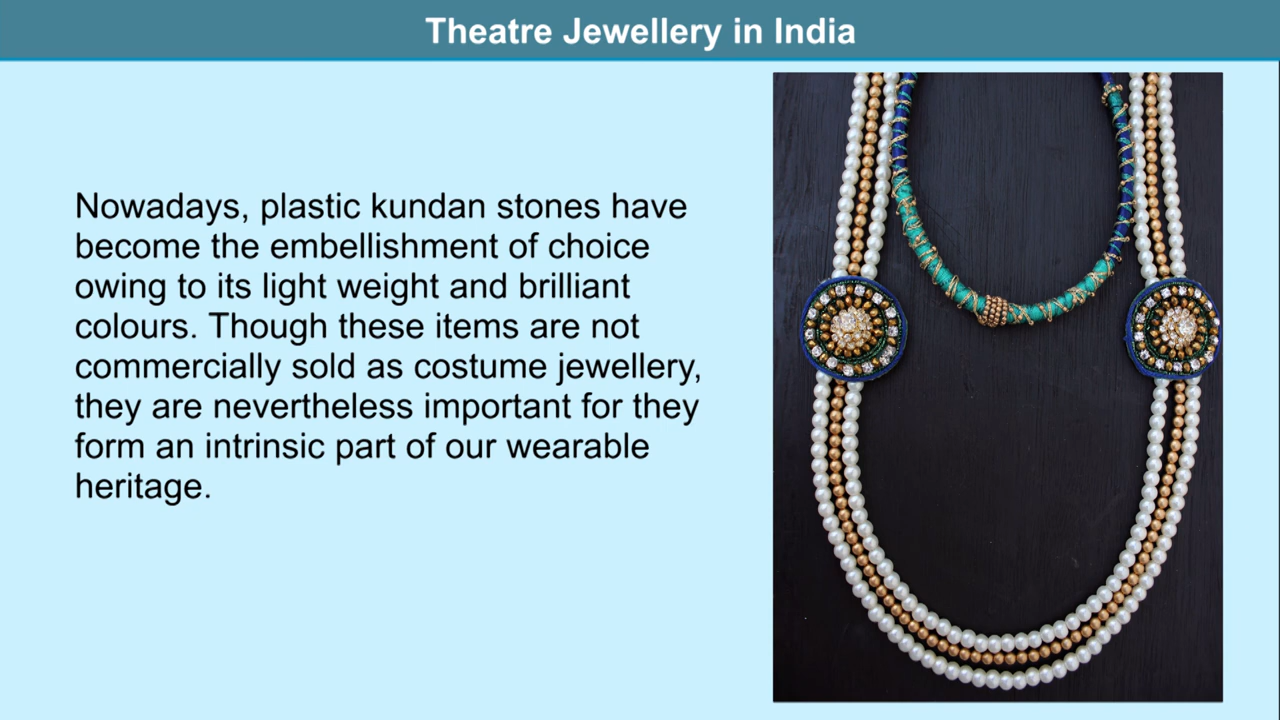 Theatre Jewellery in India
Nowadays, plastic kundan stones have
become the embellishment of choice
owing to its light weight and brilliant
colours. Though these items are not
commercially sold as costume jewellery,
they are nevertheless important for they
form an intrinsic part of our wearable
heritage.